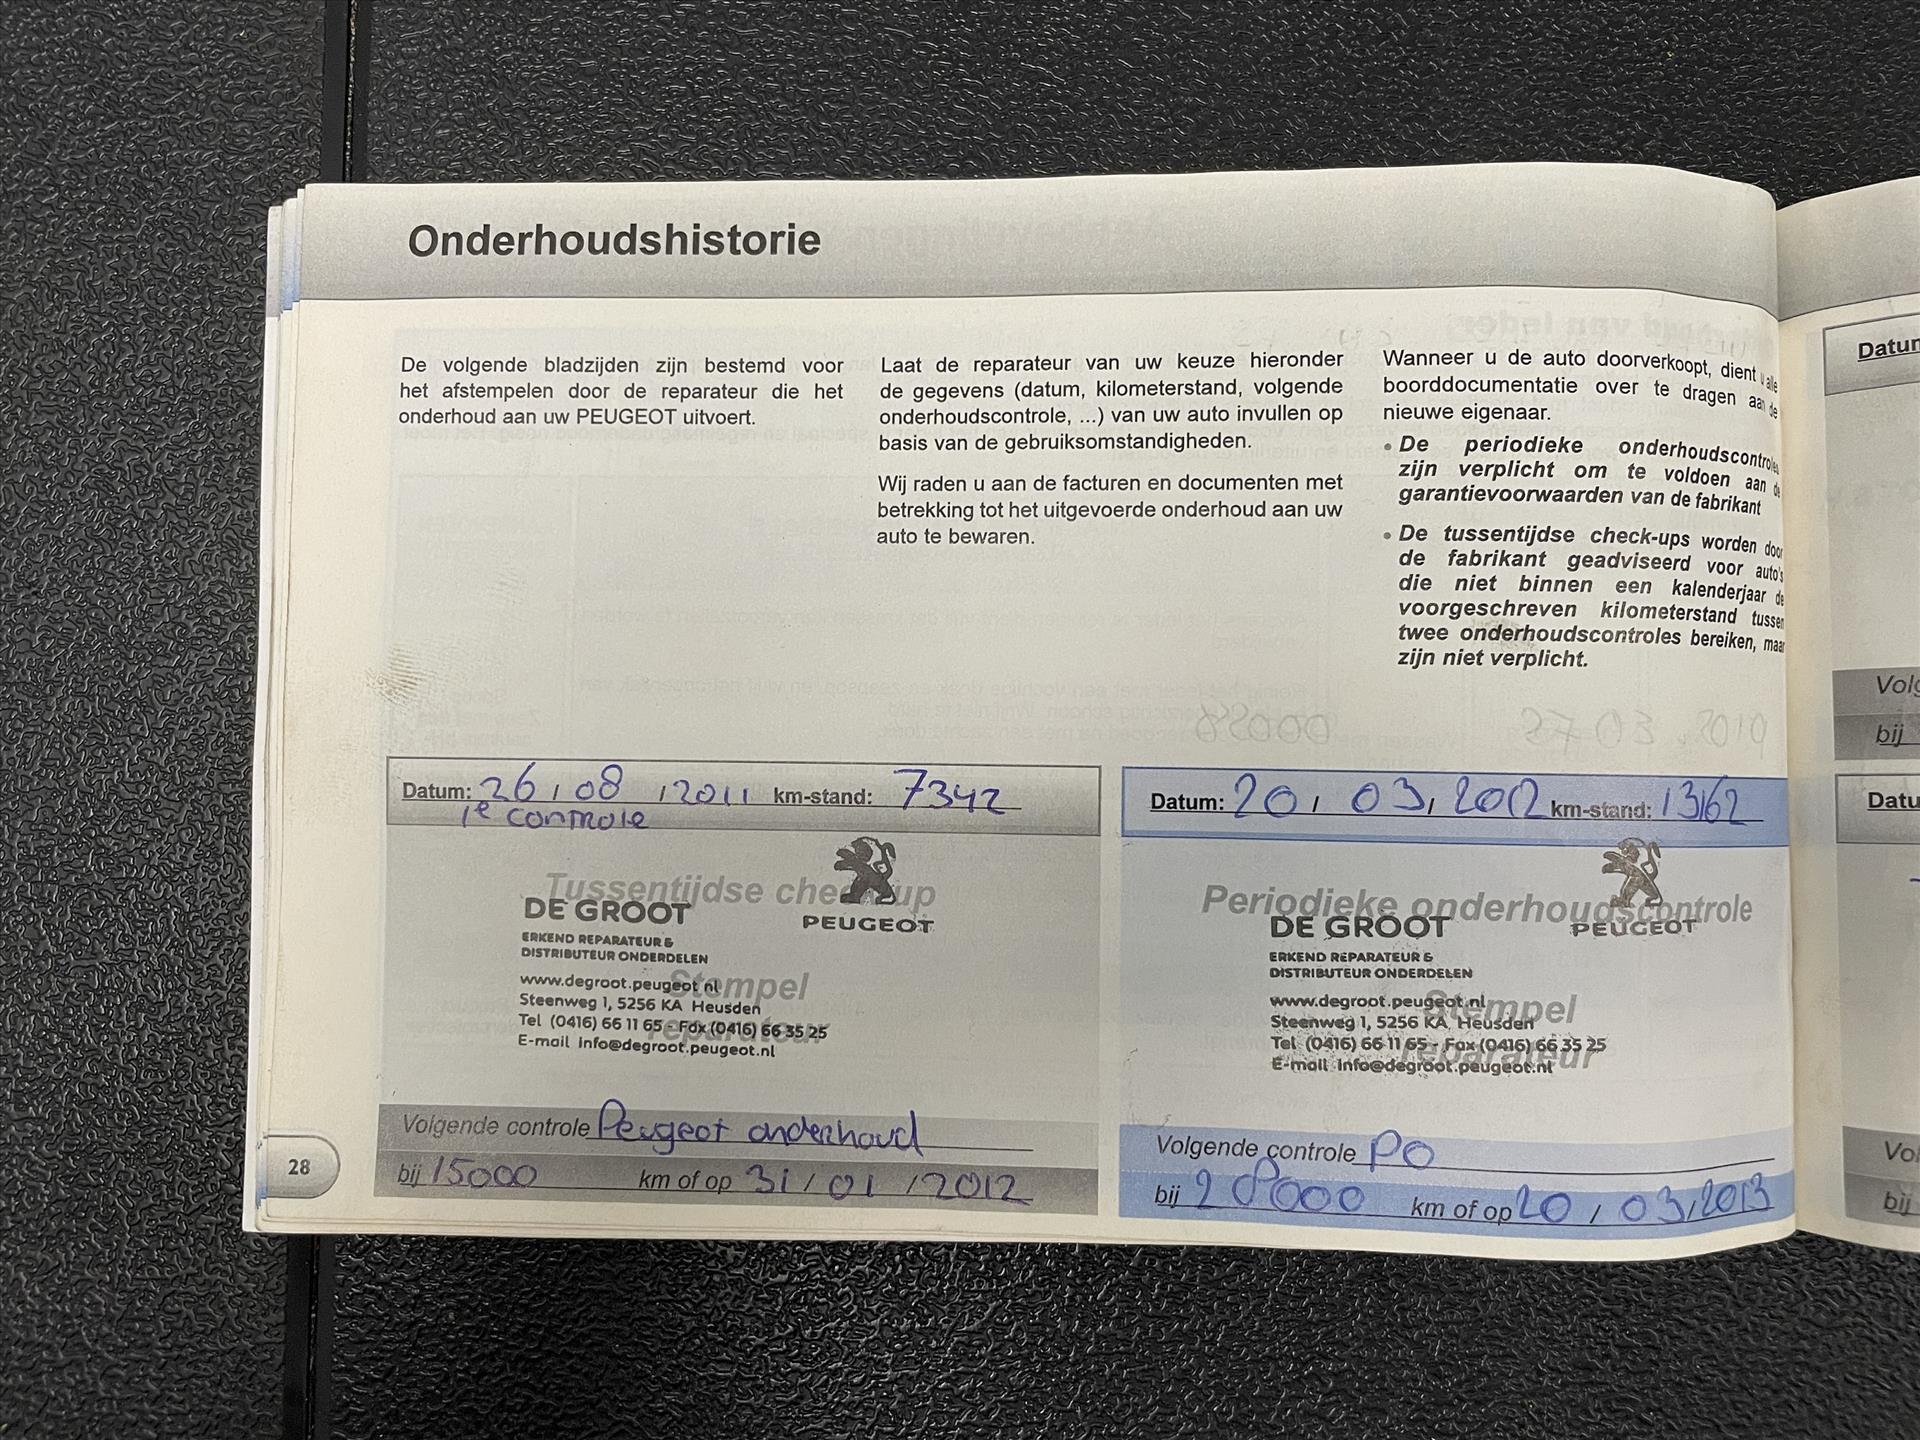 Onderhoudshistorie
De volgende bladzijden zijn bestemd voor
het afstempelen door de reparateur die het
onderhoud aan uw PEUGEOT uitvoert.
Laat de reparateur van uw keuze hieronder
de gegevens (datum, kilometerstand, volgende
onderhoudscontrole, ...) van uw auto invullen op
basis van de gebruiksomstandigheden.
Wij raden u aan de facturen en documenten met
betrekking tot het uitgevoerde onderhoud aan uw
auto te bewaren.
Wanneer u de auto doorverkoopt, dient u alle
boorddocumentatie over te dragen aan de
nieuwe eigenaar.
• De periodieke onderhoudscontroles
zijn verplicht om te voldoen aan de
garantievoorwaarden van de fabrikant
• De tussentijdse check-ups worden door
de fabrikant geadviseerd voor auto's
die niet binnen een kalenderjaar de
voorgeschreven kilometerstand tussen
twee onderhoudscontroles bereiken, maar
zijn niet verplicht.
Datum: 26 / 08 / 2011 km-stand: 7342
1e controle
Tussentijdse check-up
DE GROOT
PEUGEOT
ERKEND REPARATEUR &
DISTRIBUTEUR ONDERDELEN
www.degroot.peugeot.nl
Stempel
Steenweg 1, 5256 KA Heusden
Tel (0416) 66 11 65 - Fax (0416) 66 35 25
reparateur
E-mail info@degroot.peugeot.nl
Volgende controle Peugeot onderhoud
bij 15000 km of op 31 / 01 / 2012
Datum: 20 / 03 / 2012 km-stand: 13162
Periodieke onderhoudscontrole
DE GROOT
PEUGEOT
ERKEND REPARATEUR &
DISTRIBUTEUR ONDERDELEN
www.degroot.peugeot.nl
Stempel
Steenweg 1, 5256 KA Heusden
Tel (0416) 66 11 65 - Fax (0416) 66 35 25
reparateur
E-mail info@degroot.peugeot.nl
Volgende controle PO
bij 28000 km of op 20 / 03 / 2013
28
bij
bij